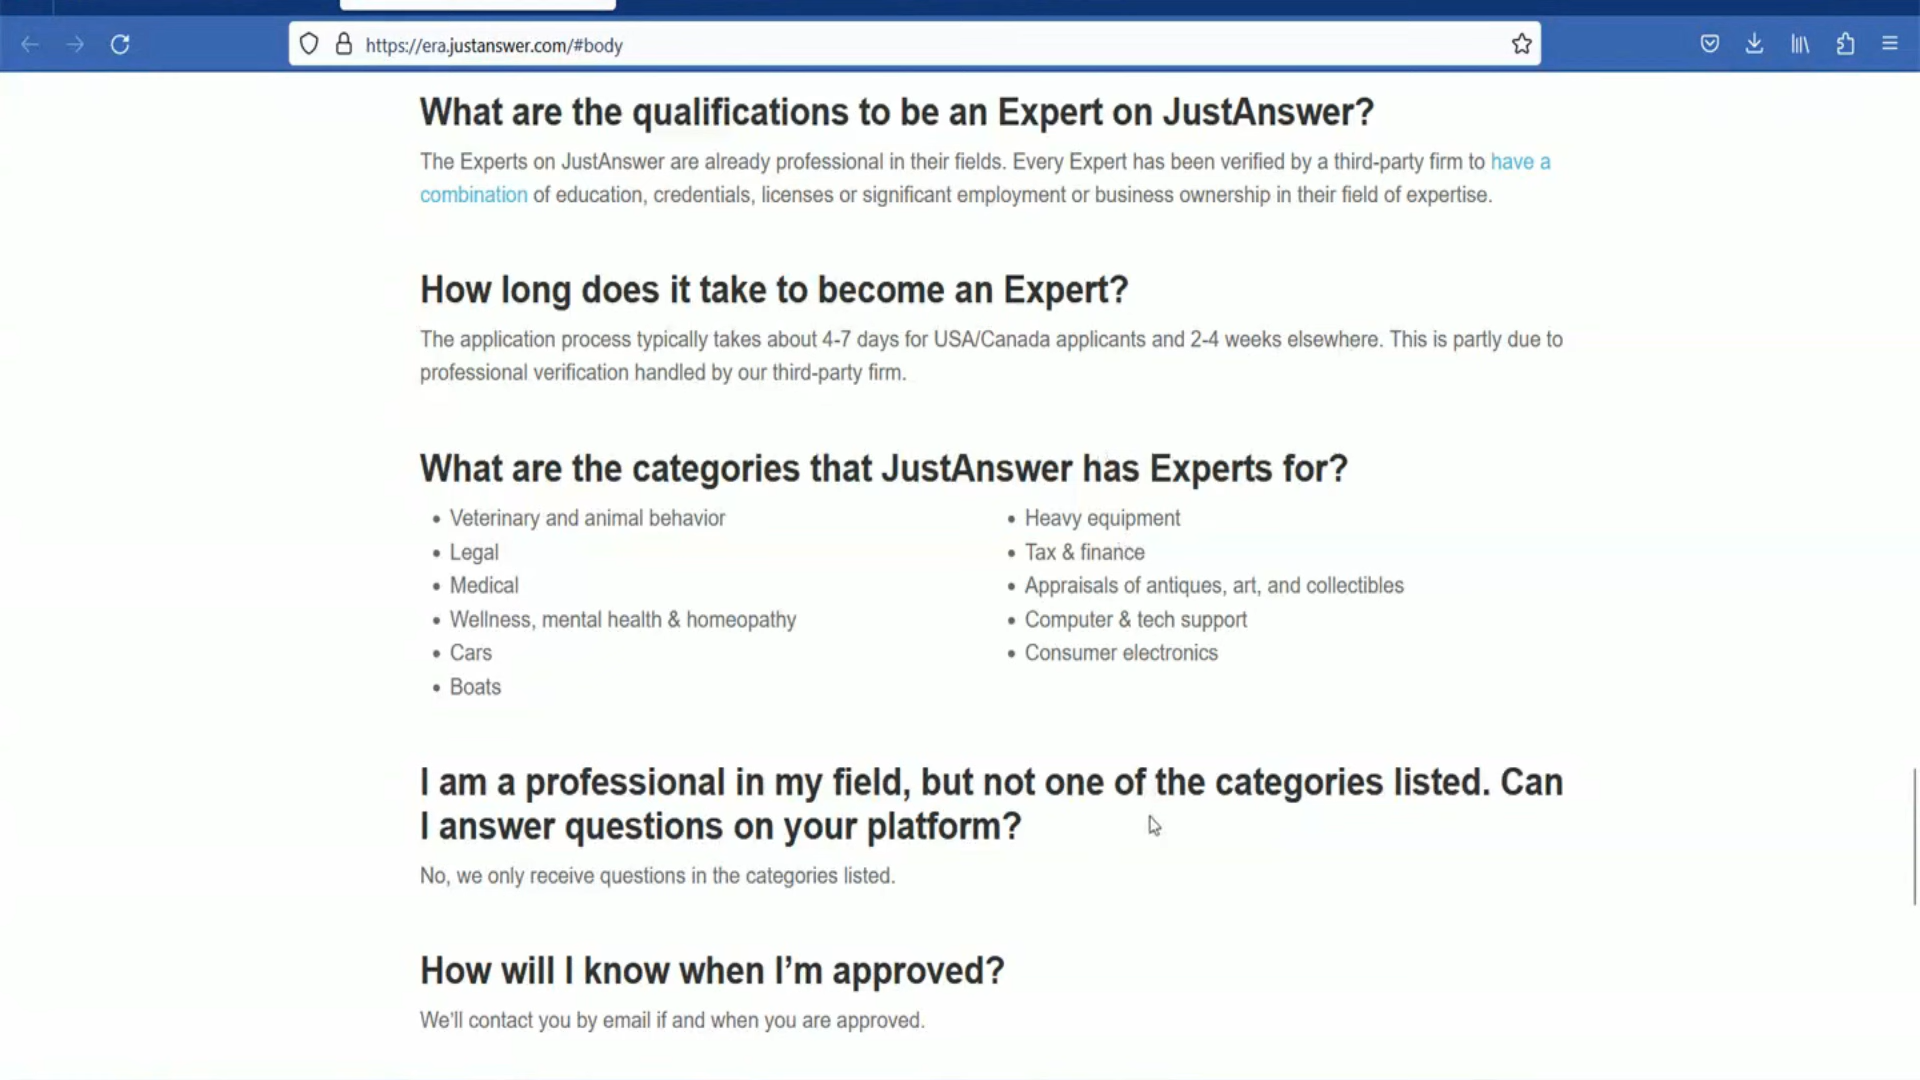 https://era.justanswer.com/#body
What are the qualifications to be an Expert on JustAnswer?
The Experts on JustAnswer are already professional in their fields. Every Expert has been verified by a third-party firm to have a
combination of education, credentials, licenses or significant employment or business ownership in their field of expertise.
How long does it take to become an Expert?
The application process typically takes about 4-7 days for USA/Canada applicants and 2-4 weeks elsewhere. This is partly due to
professional verification handled by our third-party firm.
What are the categories that JustAnswer has Experts for?
• Veterinary and animal behavior
• Legal
• Medical
• Wellness, mental health & homeopathy
• Cars
• Boats
• Heavy equipment
• Tax & finance
• Appraisals of antiques, art, and collectibles
• Computer & tech support
• Consumer electronics
I am a professional in my field, but not one of the categories listed. Can
I answer questions on your platform?
No, we only receive questions in the categories listed.
How will I know when I’m approved?
We’ll contact you by email if and when you are approved.